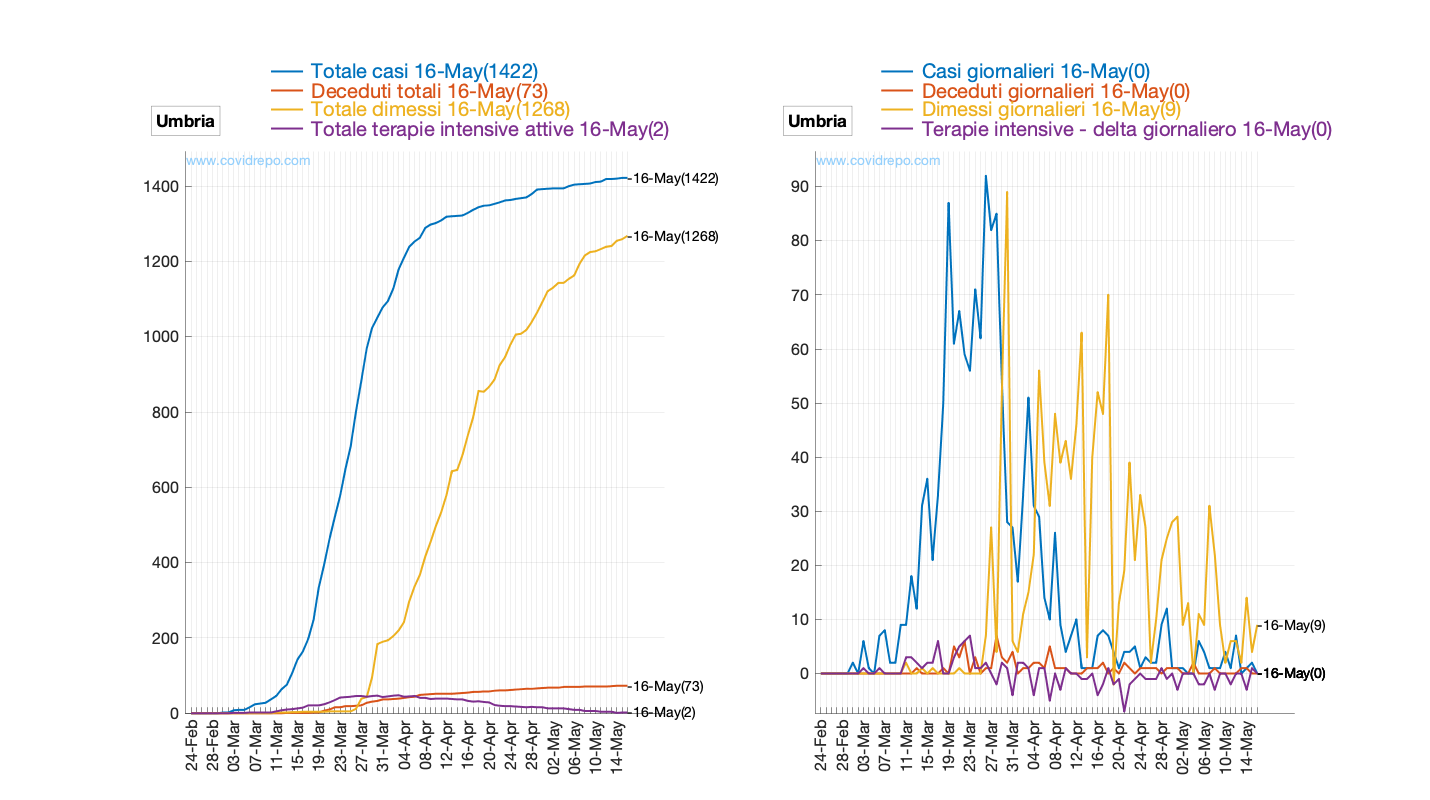 Totale casi 16-May(1422)
Deceduti totali 16-May(73)
Totale dimessi 16-May(1268)
Totale terapie intensive attive 16-May(2)
Umbria
www.covidrepo.com
1400
1200
1000
800
600
400
200
0
16-May(1422)
16-May(1268)
16-May(73)
16-May(2)
24-Feb
28-Feb
03-Mar
07-Mar
11-Mar
15-Mar
19-Mar
23-Mar
27-Mar
31-Mar
04-Apr
08-Apr
12-Apr
16-Apr
20-Apr
24-Apr
28-Apr
02-May
06-May
10-May
14-May
Casi giornalieri 16-May(0)
Deceduti giornalieri 16-May(0)
Dimessi giornalieri 16-May(9)
Terapie intensive - delta giornaliero 16-May(0)
Umbria
www.covidrepo.com
90
80
70
60
50
40
30
20
10
0
16-May(9)
16-May(0)
24-Feb
28-Feb
03-Mar
07-Mar
11-Mar
15-Mar
19-Mar
23-Mar
27-Mar
31-Mar
04-Apr
08-Apr
12-Apr
16-Apr
20-Apr
24-Apr
28-Apr
02-May
06-May
10-May
14-May